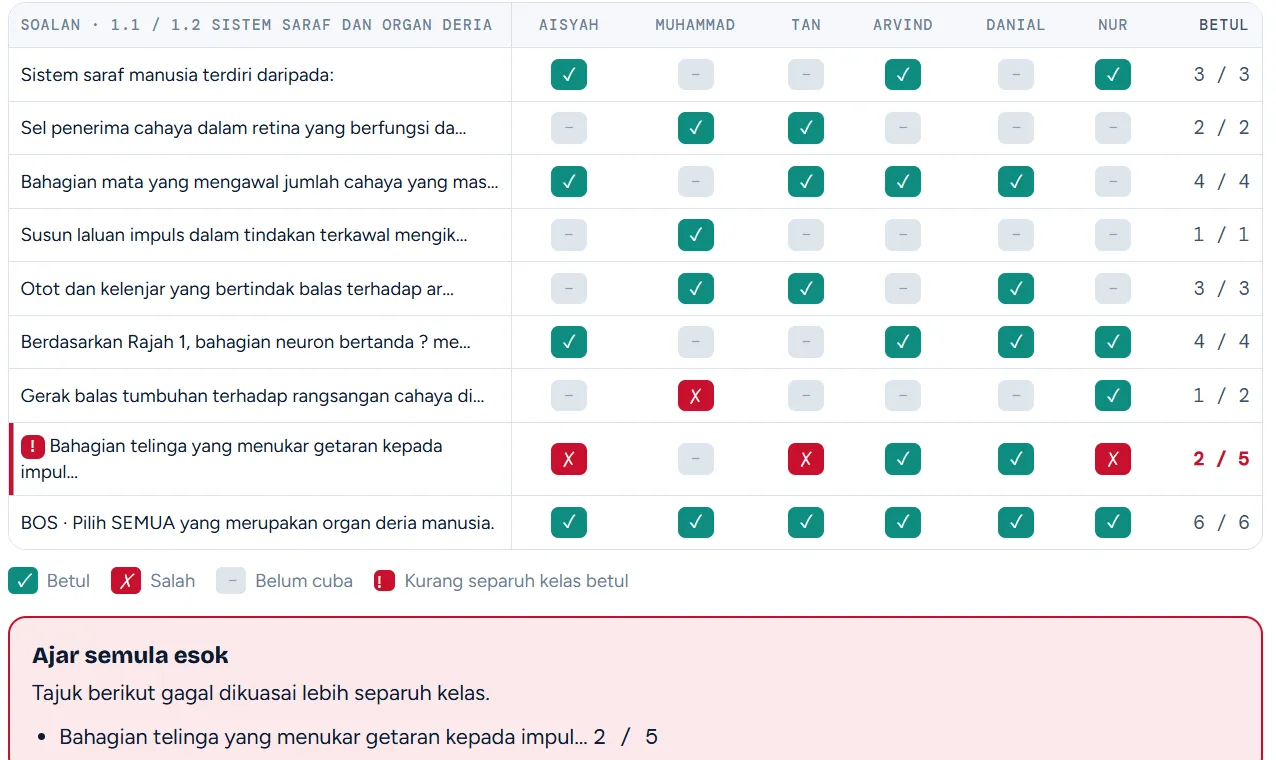 SOALAN · 1.1 / 1.2 SISTEM SARAF DAN ORGAN DERIA AISYAH MUHAMMAD TAN ARVIND DANIAL NUR BETUL
Sistem saraf manusia terdiri daripada: ✓ – – ✓ – ✓ 3 / 3
Sel penerima cahaya dalam retina yang berfungsi da... – ✓ ✓ – – – 2 / 2
Bahagian mata yang mengawal jumlah cahaya yang mas... ✓ – ✓ ✓ ✓ – 4 / 4
Susun laluan impuls dalam tindakan terkawal mengik... – ✓ – – – – 1 / 1
Otot dan kelenjar yang bertindak balas terhadap ar... – ✓ ✓ – ✓ – 3 / 3
Berdasarkan Rajah 1, bahagian neuron bertanda ? me... ✓ – – ✓ ✓ ✓ 4 / 4
Gerak balas tumbuhan terhadap rangsangan cahaya di... – ✗ – – – ✓ 1 / 2
! Bahagian telinga yang menukar getaran kepada
impul... ✗ – ✗ ✓ ✓ ✗ 2 / 5
BOS · Pilih SEMUA yang merupakan organ deria manusia. ✓ ✓ ✓ ✓ ✓ ✓ 6 / 6
✓ Betul ✗ Salah – Belum cuba ! Kurang separuh kelas betul
Ajar semula esok
Tajuk berikut gagal dikuasai lebih separuh kelas.
• Bahagian telinga yang menukar getaran kepada impul... 2 / 5